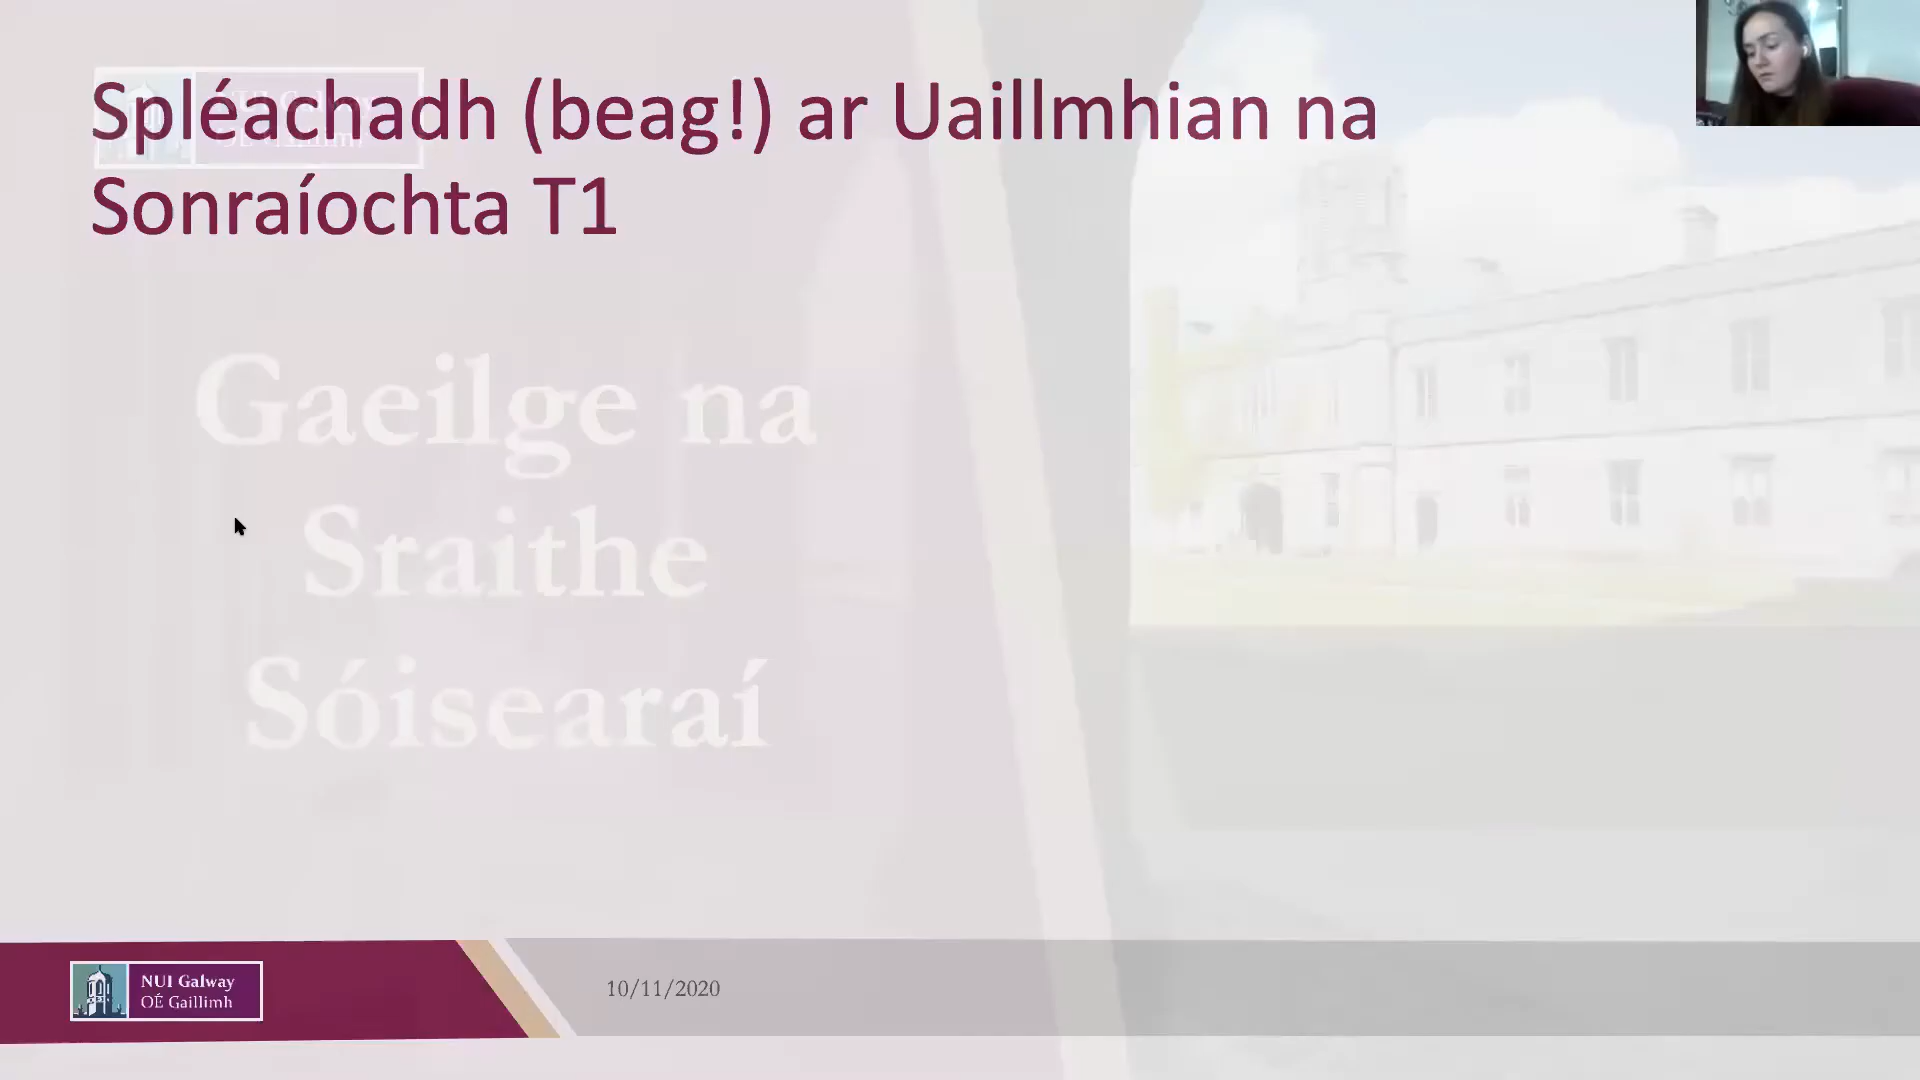 Spléachadh (beag!) ar Uaillmhian na
Sonraíochta T1
Gaeilge na
Sraithe
Sóisearaí
NUI Galway
OÉ Gaillimh
10/11/2020